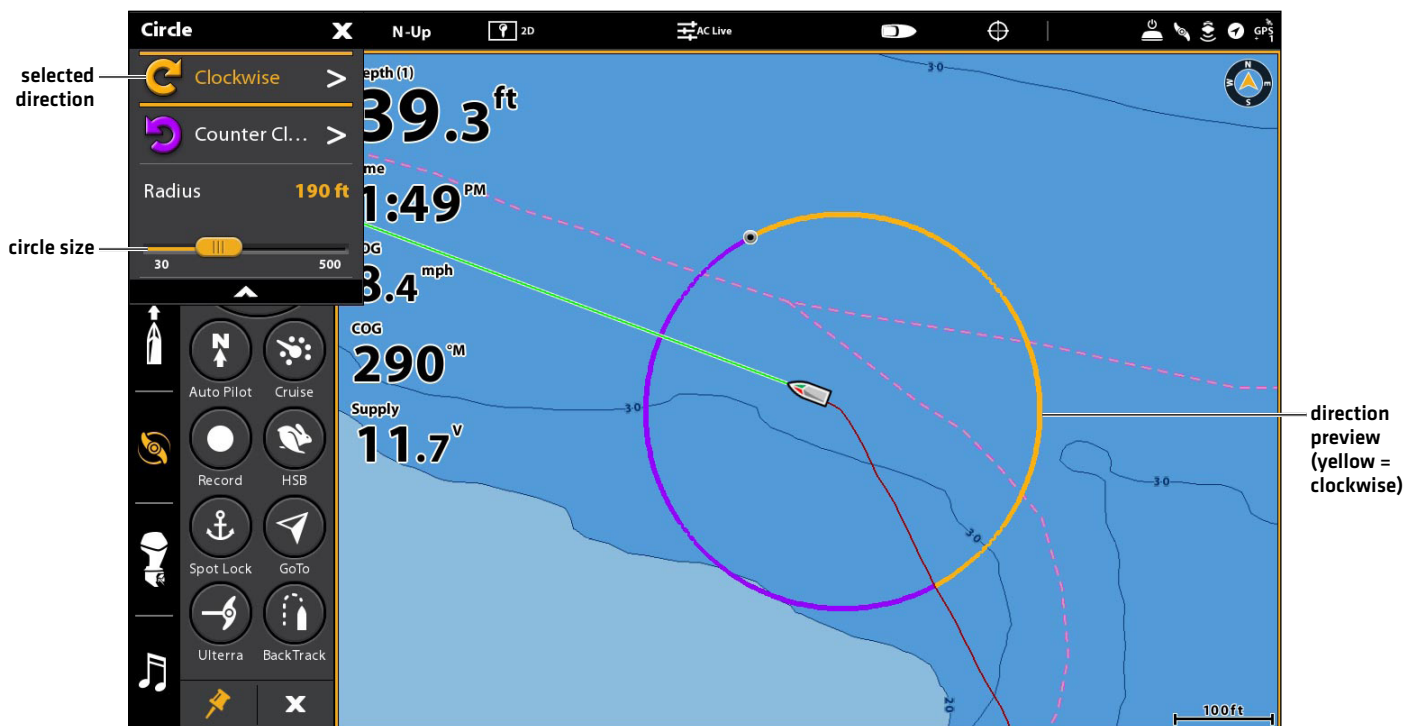 Circle X N-Up 2D AC Live GPS 1
selected
direction
Clockwise >
Counter Cl... >
Radius 190 ft
circle size
30 500
epth (1)
39.3 ft
me
1:49 PM
OG
8.4 mph
COG
290 °M
Supply
11.7 V
N
Auto Pilot Cruise
Record HSB
Spot Lock GoTo
Ulterra BackTrack
X
30
N
W E
S
30
30
30
20
direction
preview
(yellow =
clockwise)
100ft